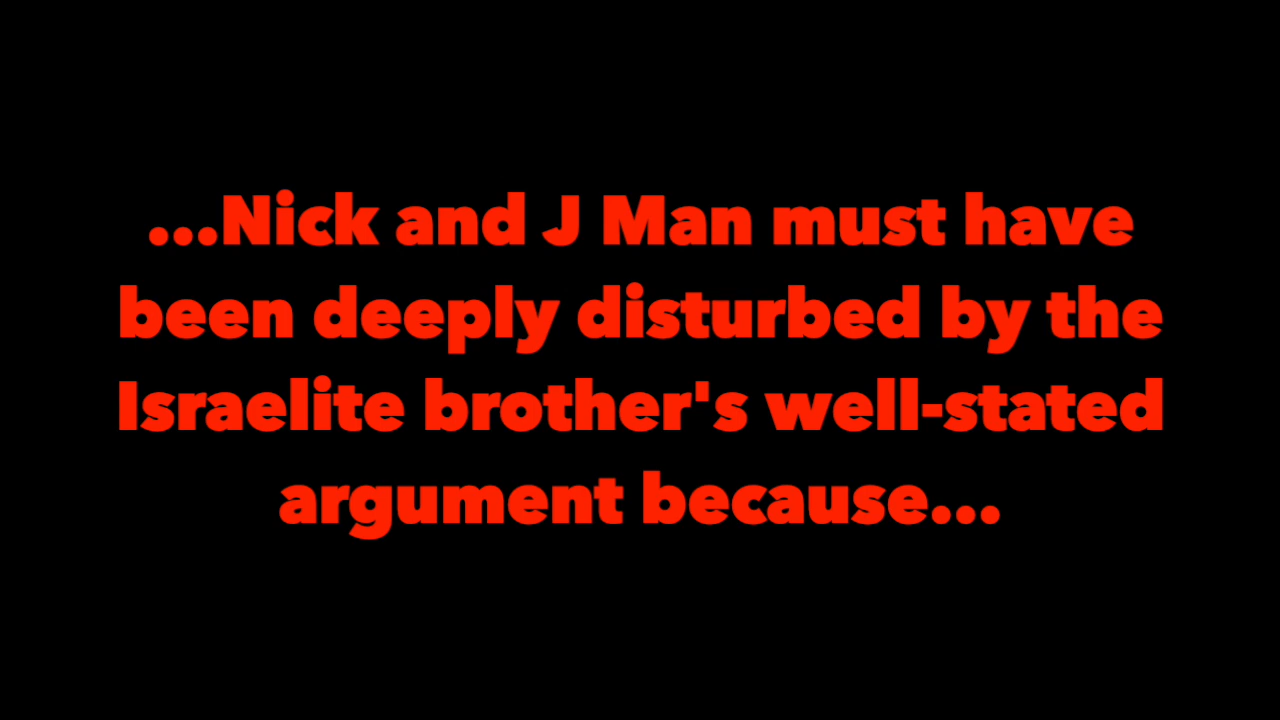 ...Nick and J Man must have
been deeply disturbed by the
Israelite brother's well-stated
argument because...